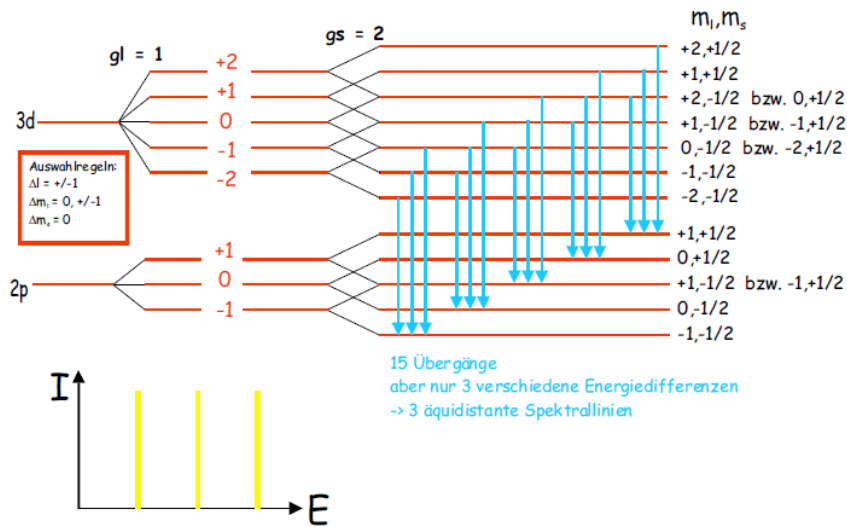 mₗ,mₛ
gs = 2
gl = 1
+2
+1
0
-1
-2
3d
+2,+1/2
+1,+1/2
+2,-1/2 bzw. 0,+1/2
+1,-1/2 bzw. -1,+1/2
0,-1/2 bzw. -2,+1/2
-1,-1/2
-2,-1/2
Auswahlregeln:
Δl = +/-1
Δmₗ = 0, +/-1
Δmₛ = 0
2p
+1
0
-1
+1,+1/2
0,+1/2
+1,-1/2 bzw. -1,+1/2
0,-1/2
-1,-1/2
15 Übergänge
aber nur 3 verschiedene Energiedifferenzen
-> 3 äquidistante Spektrallinien
I
E